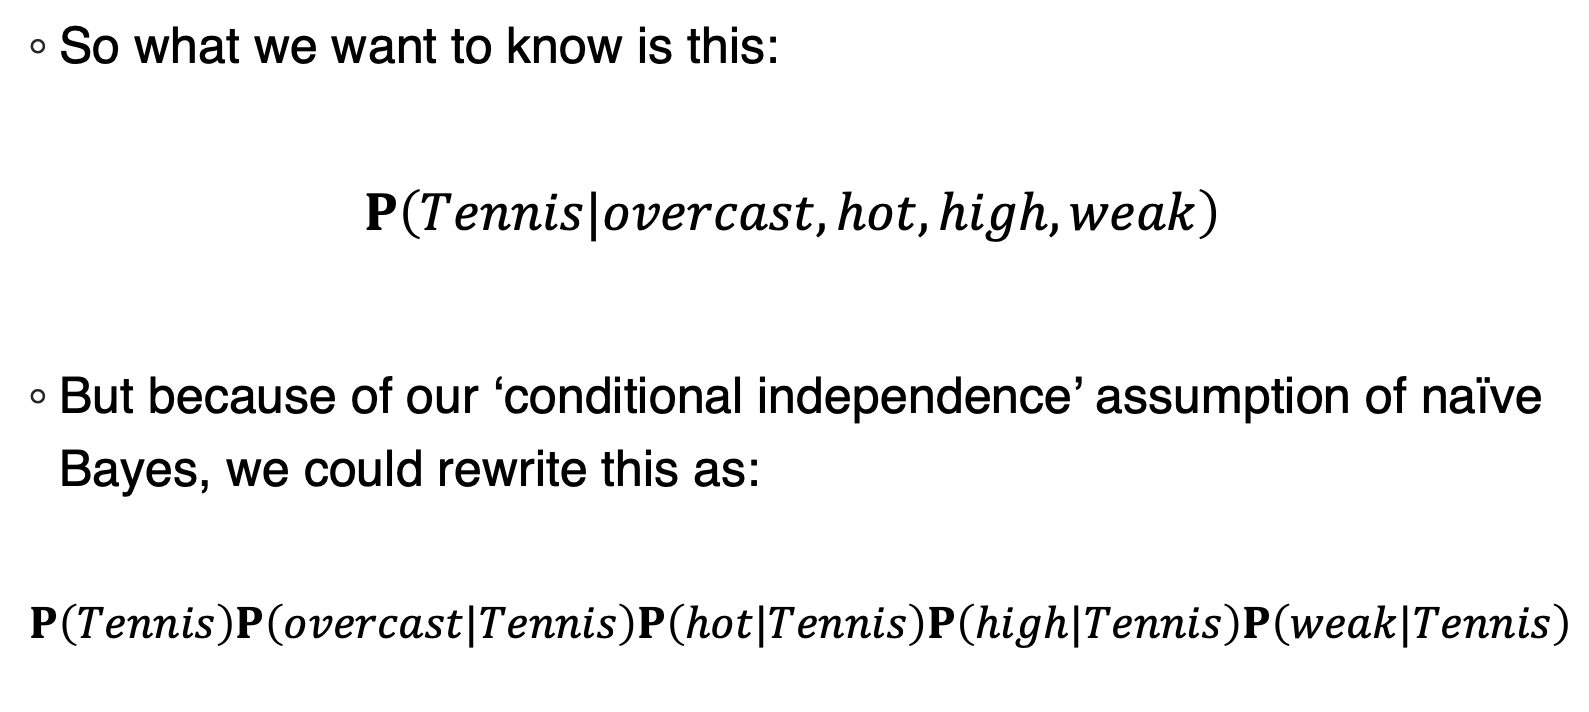 ◦ So what we want to know is this:
𝐏(𝑇𝑒𝑛𝑛𝑖𝑠|𝑜𝑣𝑒𝑟𝑐𝑎𝑠𝑡, ℎ𝑜𝑡, ℎ𝑖𝑔ℎ, 𝑤𝑒𝑎𝑘)
◦ But because of our ‘conditional independence’ assumption of naïve
Bayes, we could rewrite this as:
𝐏(𝑇𝑒𝑛𝑛𝑖𝑠)𝐏(𝑜𝑣𝑒𝑟𝑐𝑎𝑠𝑡|𝑇𝑒𝑛𝑛𝑖𝑠)𝐏(ℎ𝑜𝑡|𝑇𝑒𝑛𝑛𝑖𝑠)𝐏(ℎ𝑖𝑔ℎ|𝑇𝑒𝑛𝑛𝑖𝑠)𝐏(𝑤𝑒𝑎𝑘|𝑇𝑒𝑛𝑛𝑖𝑠)